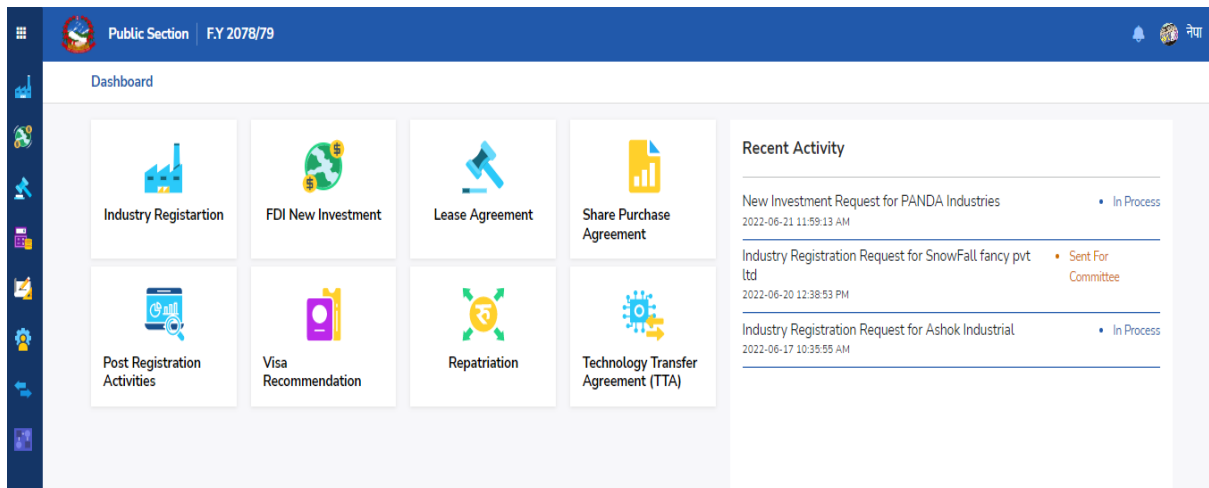 Public Section F.Y 2078/79
नेपा
Dashboard
Industry Registartion
FDI New Investment
Lease Agreement
Share Purchase
Agreement
Post Registration
Activities
Visa
Recommendation
Repatriation
Technology Transfer
Agreement (TTA)
Recent Activity
New Investment Request for PANDA Industries
In Process
2022-06-21 11:59:13 AM
Industry Registration Request for SnowFall fancy pvt
ltd
Sent For
Committee
2022-06-20 12:38:53 PM
Industry Registration Request for Ashok Industrial
In Process
2022-06-17 10:35:55 AM